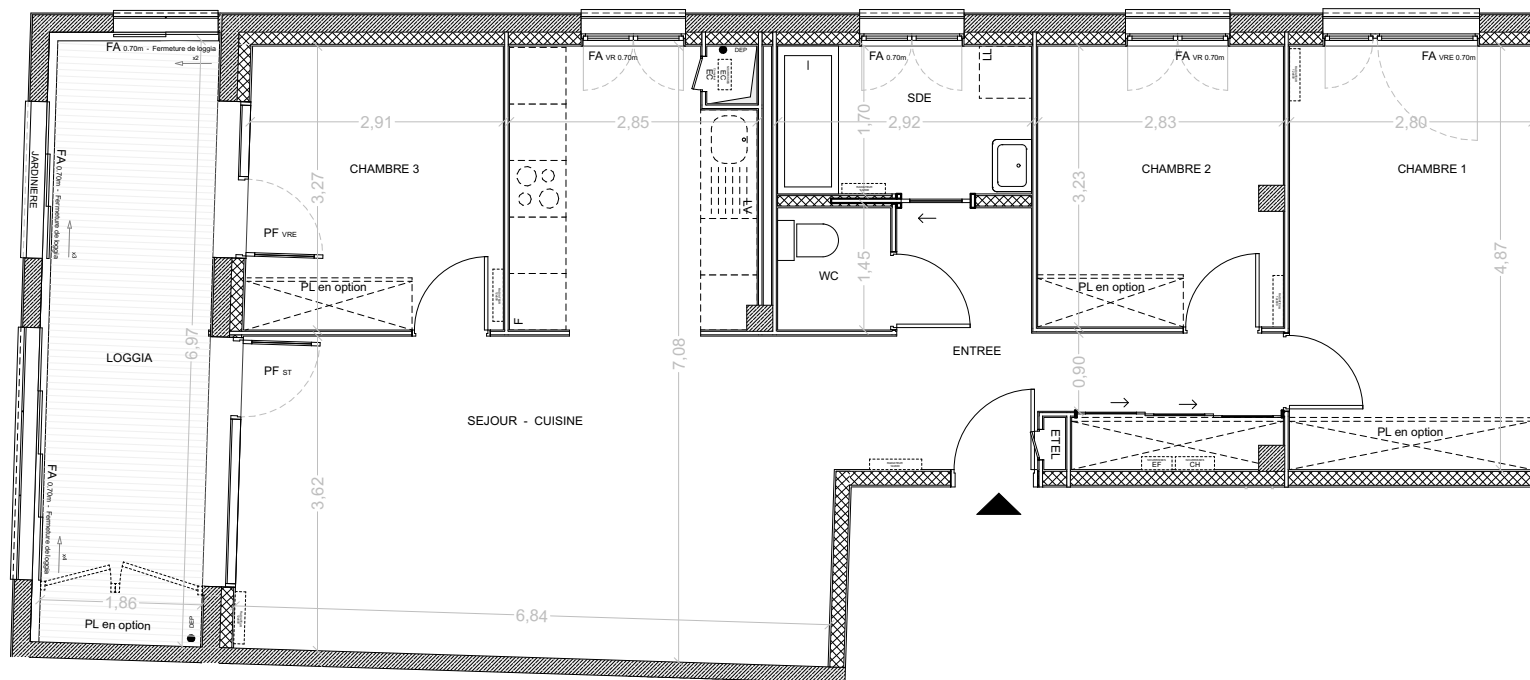 FA 0.70m - Fermeture de loggia
x2
FA VR 0.70m
DEP
EC
EC
FA 0.70m
LL
FA VR 0.70m
FA VRE 0.70m
SDE
2,91
2,85
1,70
2,92
2,83
2,80
JARDINIERE
FA 0.70m - Fermeture de loggia
x3
CHAMBRE 3
CHAMBRE 2
CHAMBRE 1
3,27
LV
3,23
4,87
PF VRE
WC
1,45
PL en option
PL en option
F
LOGGIA
6,97
PF ST
7,08
ENTREE
0,90
SEJOUR - CUISINE
ETEL
PL en option
EF
CH
FA 0.70m - Fermeture de loggia
x4
3,62
1,86
6,84
PL en option
DEP